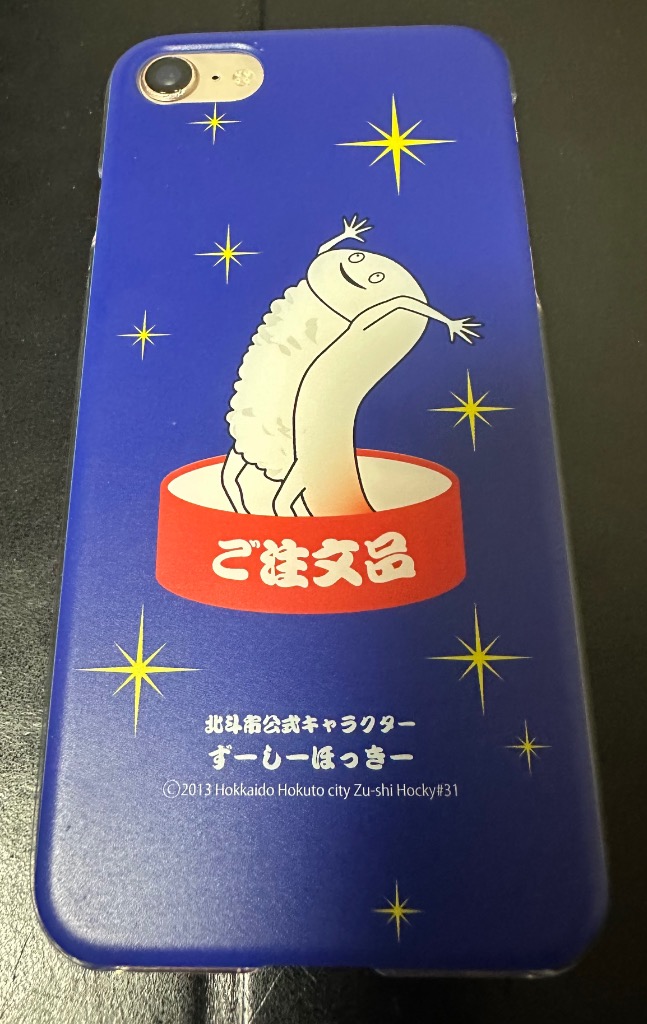 ご注文品
北斗市公式キャラクター
ずーしーほっきー
©2013 Hokkaido Hokuto city Zu-shi Hocky#31